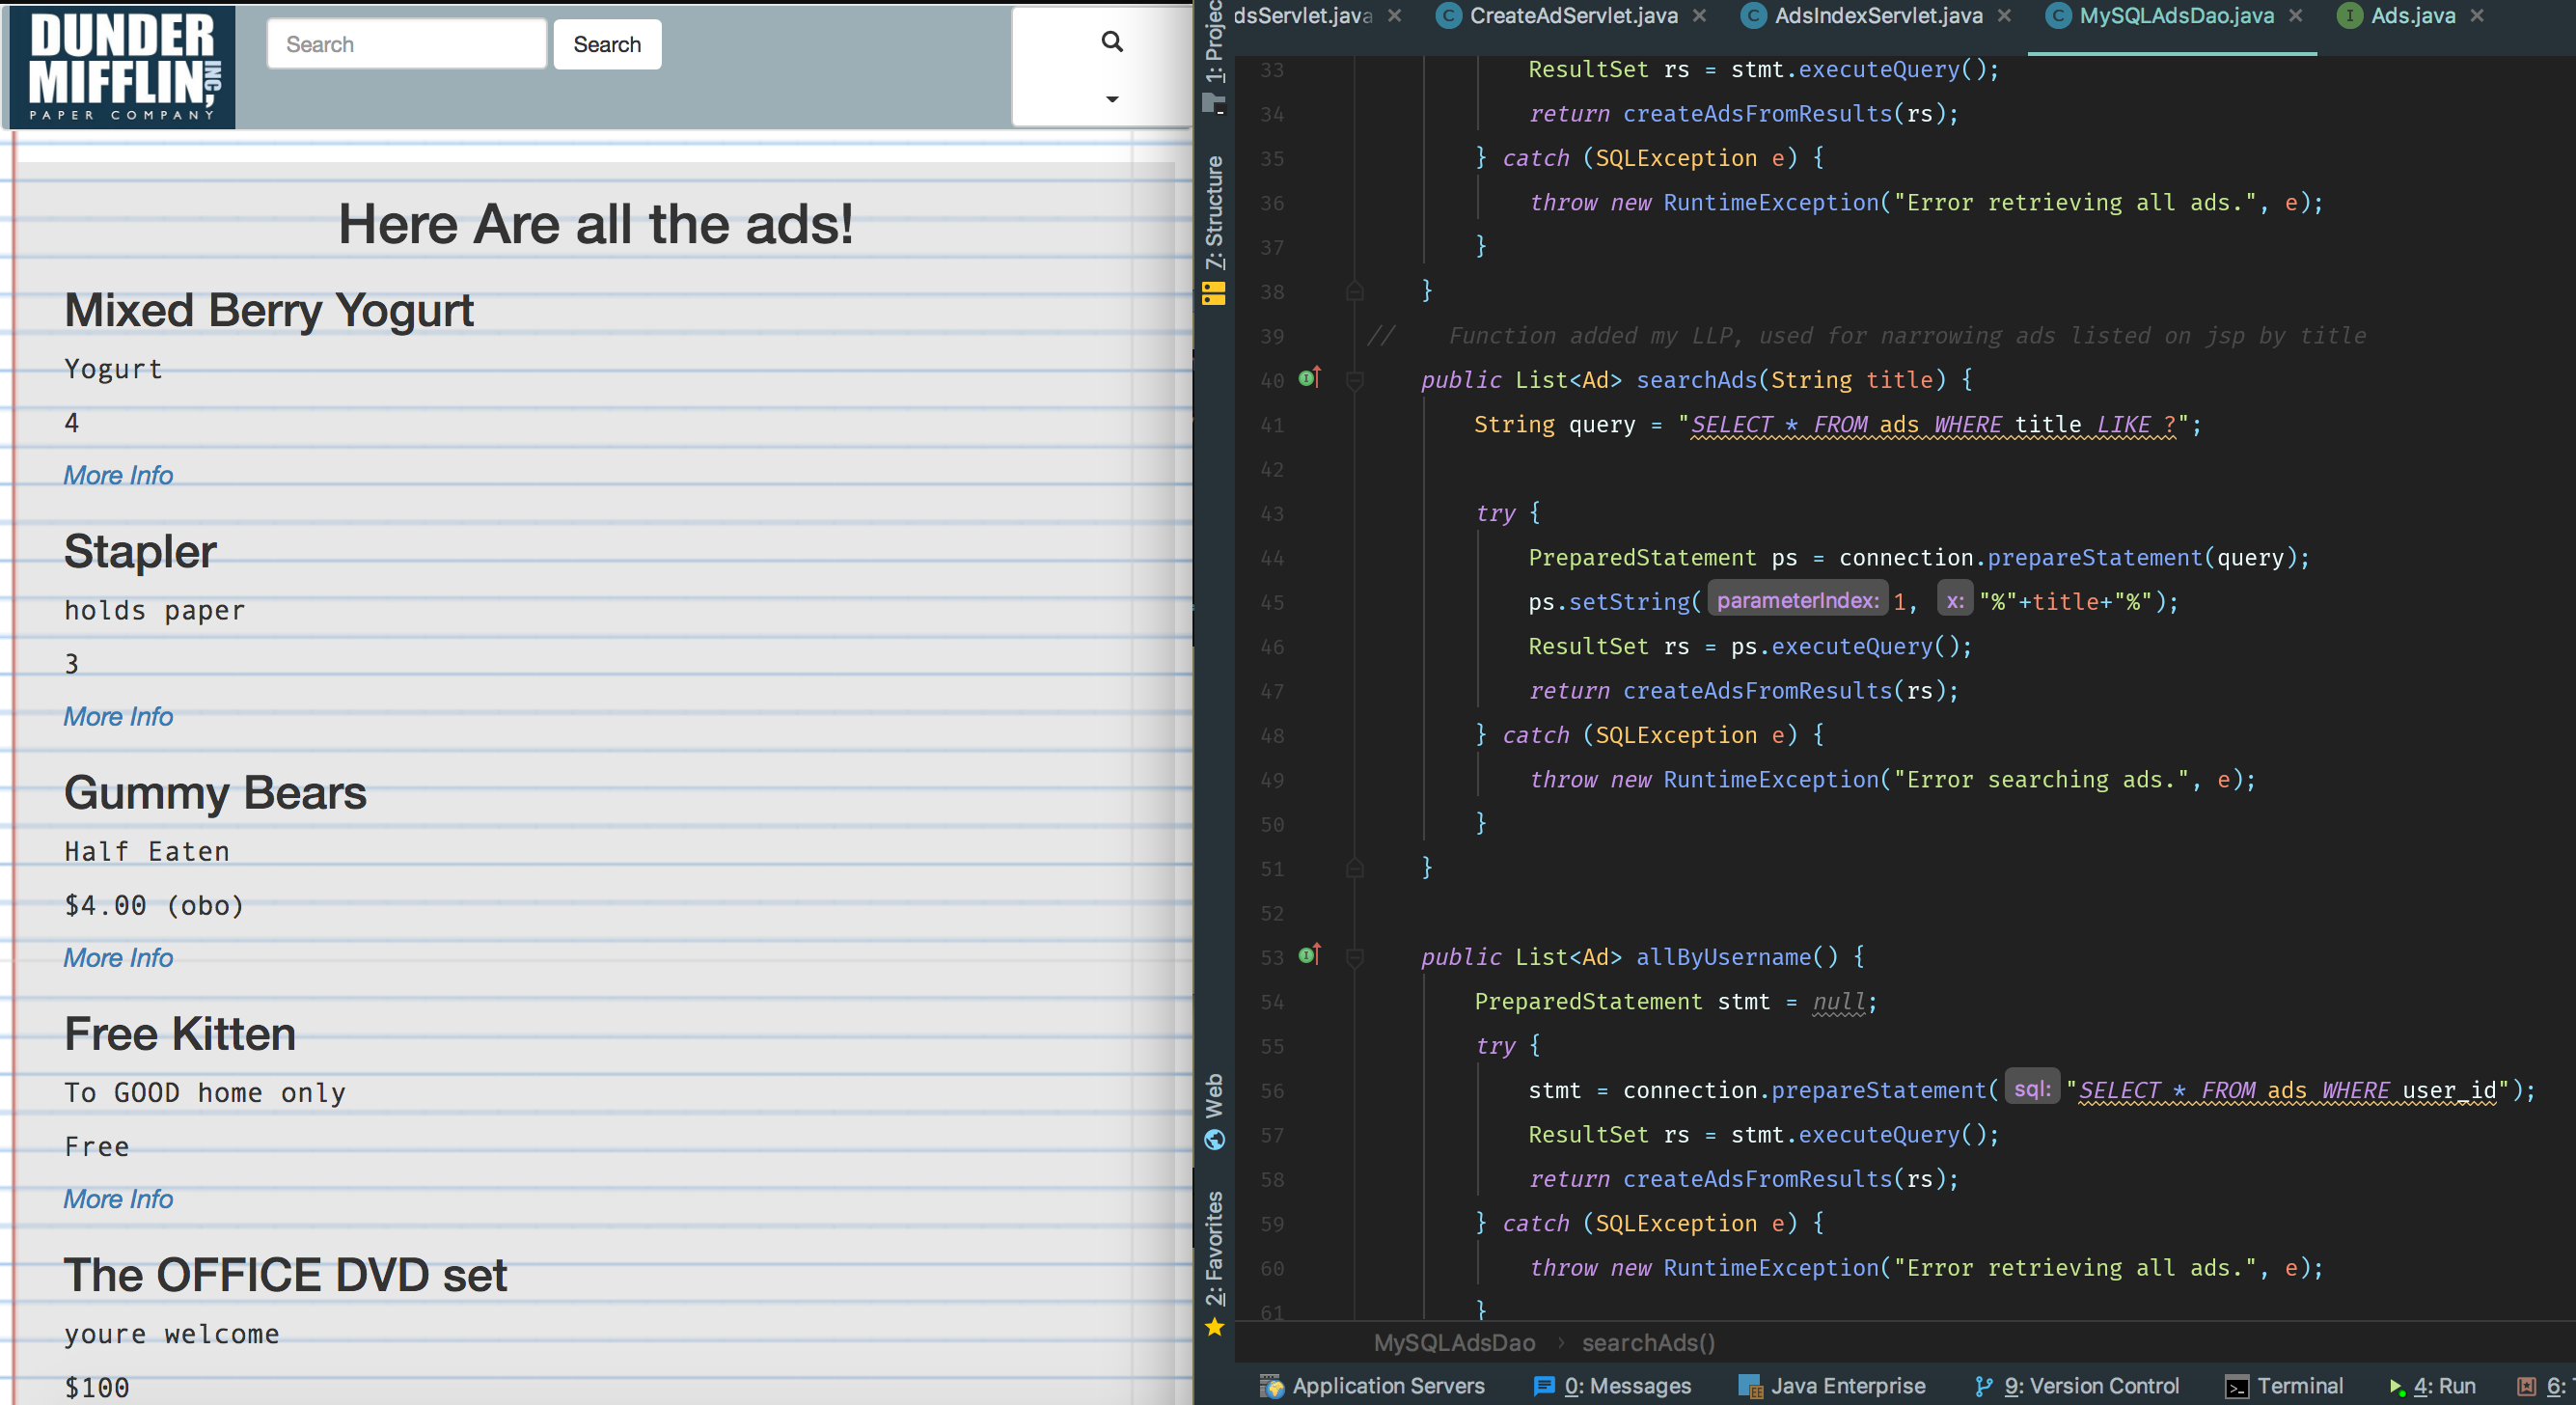 DUNDER
MIFFLIN, INC
PAPER COMPANY
Search
Search
Here Are all the ads!
Mixed Berry Yogurt
Yogurt
4
More Info
Stapler
holds paper
3
More Info
Gummy Bears
Half Eaten
$4.00 (obo)
More Info
Free Kitten
To GOOD home only
Free
More Info
The OFFICE DVD set
youre welcome
$100
dsServlet.java × CreateAdServlet.java × AdsIndexServlet.java × MySQLAdsDao.java × Ads.java ×
1: Projec
7: Structure
Web
2: Favorites
33 ResultSet rs = stmt.executeQuery();
34 return createAdsFromResults(rs);
35 } catch (SQLException e) {
36 throw new RuntimeException("Error retrieving all ads.", e);
37 }
38 }
39 // Function added my LLP, used for narrowing ads listed on jsp by title
40 public List<Ad> searchAds(String title) {
41 String query = "SELECT * FROM ads WHERE title LIKE ?";
42
43 try {
44 PreparedStatement ps = connection.prepareStatement(query);
45 ps.setString( parameterIndex: 1, x: "%"+title+"%");
46 ResultSet rs = ps.executeQuery();
47 return createAdsFromResults(rs);
48 } catch (SQLException e) {
49 throw new RuntimeException("Error searching ads.", e);
50 }
51 }
52
53 public List<Ad> allByUsername() {
54 PreparedStatement stmt = null;
55 try {
56 stmt = connection.prepareStatement( sql: "SELECT * FROM ads WHERE user_id");
57 ResultSet rs = stmt.executeQuery();
58 return createAdsFromResults(rs);
59 } catch (SQLException e) {
60 throw new RuntimeException("Error retrieving all ads.", e);
61 }
MySQLAdsDao › searchAds()
Application Servers 0: Messages Java Enterprise 9: Version Control Terminal 4: Run 6: